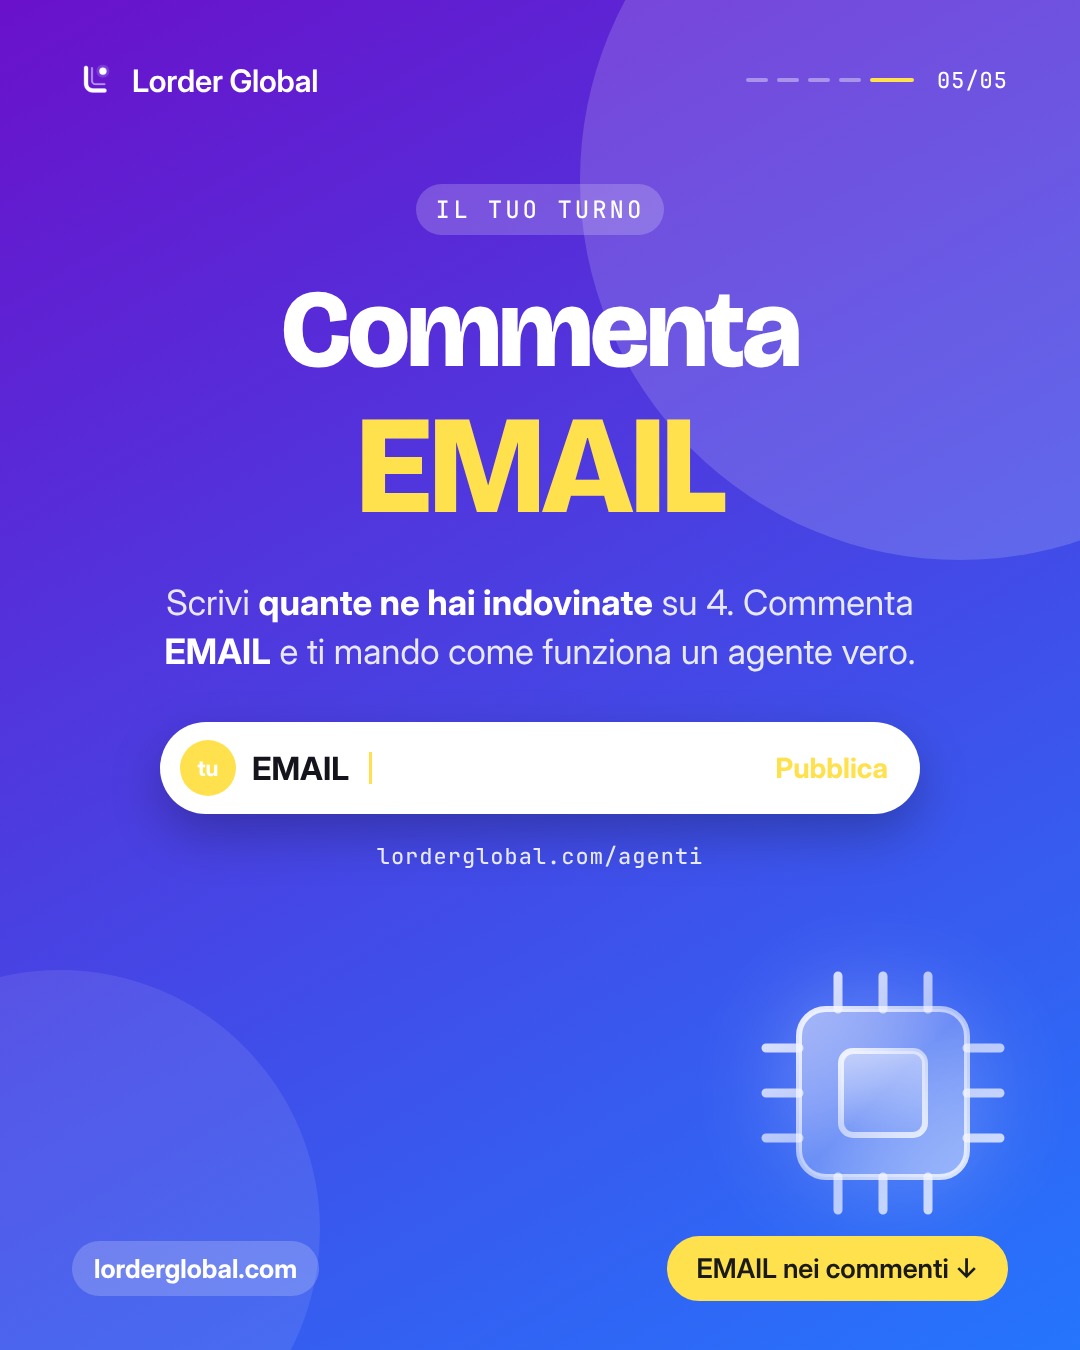 Lorder Global
05/05
IL TUO TURNO
Commenta
EMAIL
Scrivi quante ne hai indovinate su 4. Commenta
EMAIL e ti mando come funziona un agente vero.
tu EMAIL Pubblica
lorderglobal.com/agenti
lorderglobal.com
EMAIL nei commenti ↓